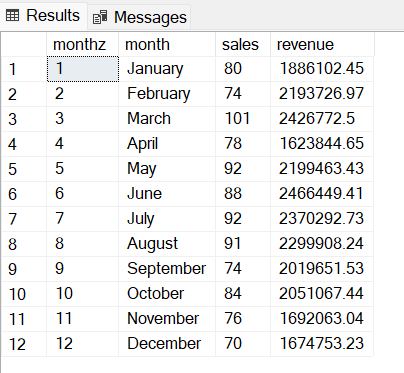 Results Messages
monthz month sales revenue
1 1 January 80 1886102.45
2 2 February 74 2193726.97
3 3 March 101 2426772.5
4 4 April 78 1623844.65
5 5 May 92 2199463.43
6 6 June 88 2466449.41
7 7 July 92 2370292.73
8 8 August 91 2299908.24
9 9 September 74 2019651.53
10 10 October 84 2051067.44
11 11 November 76 1692063.04
12 12 December 70 1674753.23